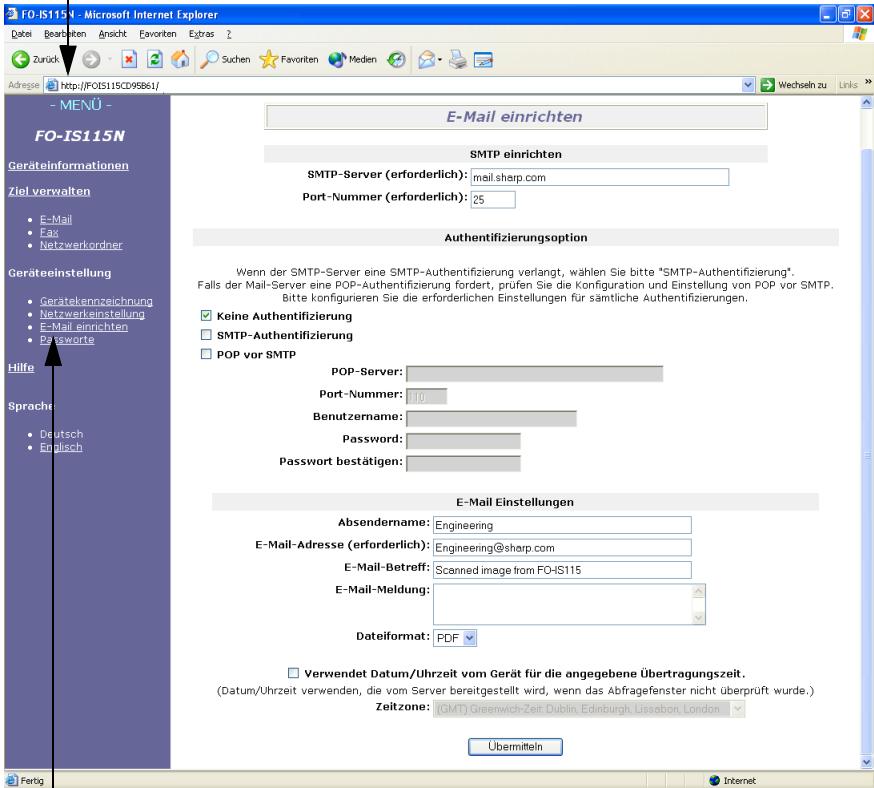 FO-IS115N - Microsoft Internet Explorer
Datei Bearbeiten Ansicht Favoriten Extras ?
Zurück Suchen Favoriten Medien
Adresse http://FOIS115CD95B61/ Wechseln zu Links »
- MENÜ -
FO-IS115N
Geräteinformationen
Ziel verwalten
• E-Mail
• Fax
• Netzwerkordner
Geräteeinstellung
• Gerätekennzeichnung
• Netzwerkeinstellung
• E-Mail einrichten
• Passworte
Hilfe
Sprache
• Deutsch
• Englisch
E-Mail einrichten
SMTP einrichten
SMTP-Server (erforderlich): mail.sharp.com
Port-Nummer (erforderlich): 25
Authentifizierungsoption
Wenn der SMTP-Server eine SMTP-Authentifizierung verlangt, wählen Sie bitte "SMTP-Authentifizierung".
Falls der Mail-Server eine POP-Authentifizierung fordert, prüfen Sie die Konfiguration und Einstellung von POP vor SMTP.
Bitte konfigurieren Sie die erforderlichen Einstellungen für sämtliche Authentifizierungen.
Keine Authentifizierung
SMTP-Authentifizierung
POP vor SMTP
POP-Server:
Port-Nummer: 110
Benutzername:
Password:
Passwort bestätigen:
E-Mail Einstellungen
Absendername: Engineering
E-Mail-Adresse (erforderlich): Engineering@sharp.com
E-Mail-Betreff: Scanned image from FO-IS115
E-Mail-Meldung:
Dateiformat: PDF
Verwendet Datum/Uhrzeit vom Gerät für die angegebene Übertragungszeit.
(Datum/Uhrzeit verwenden, die vom Server bereitgestellt wird, wenn das Abfragefenster nicht überprüft wurde.)
Zeitzone: (GMT) Greenwich-Zeit: Dublin, Edinburgh, Lissabon, London
Übermitteln
Fertig Internet